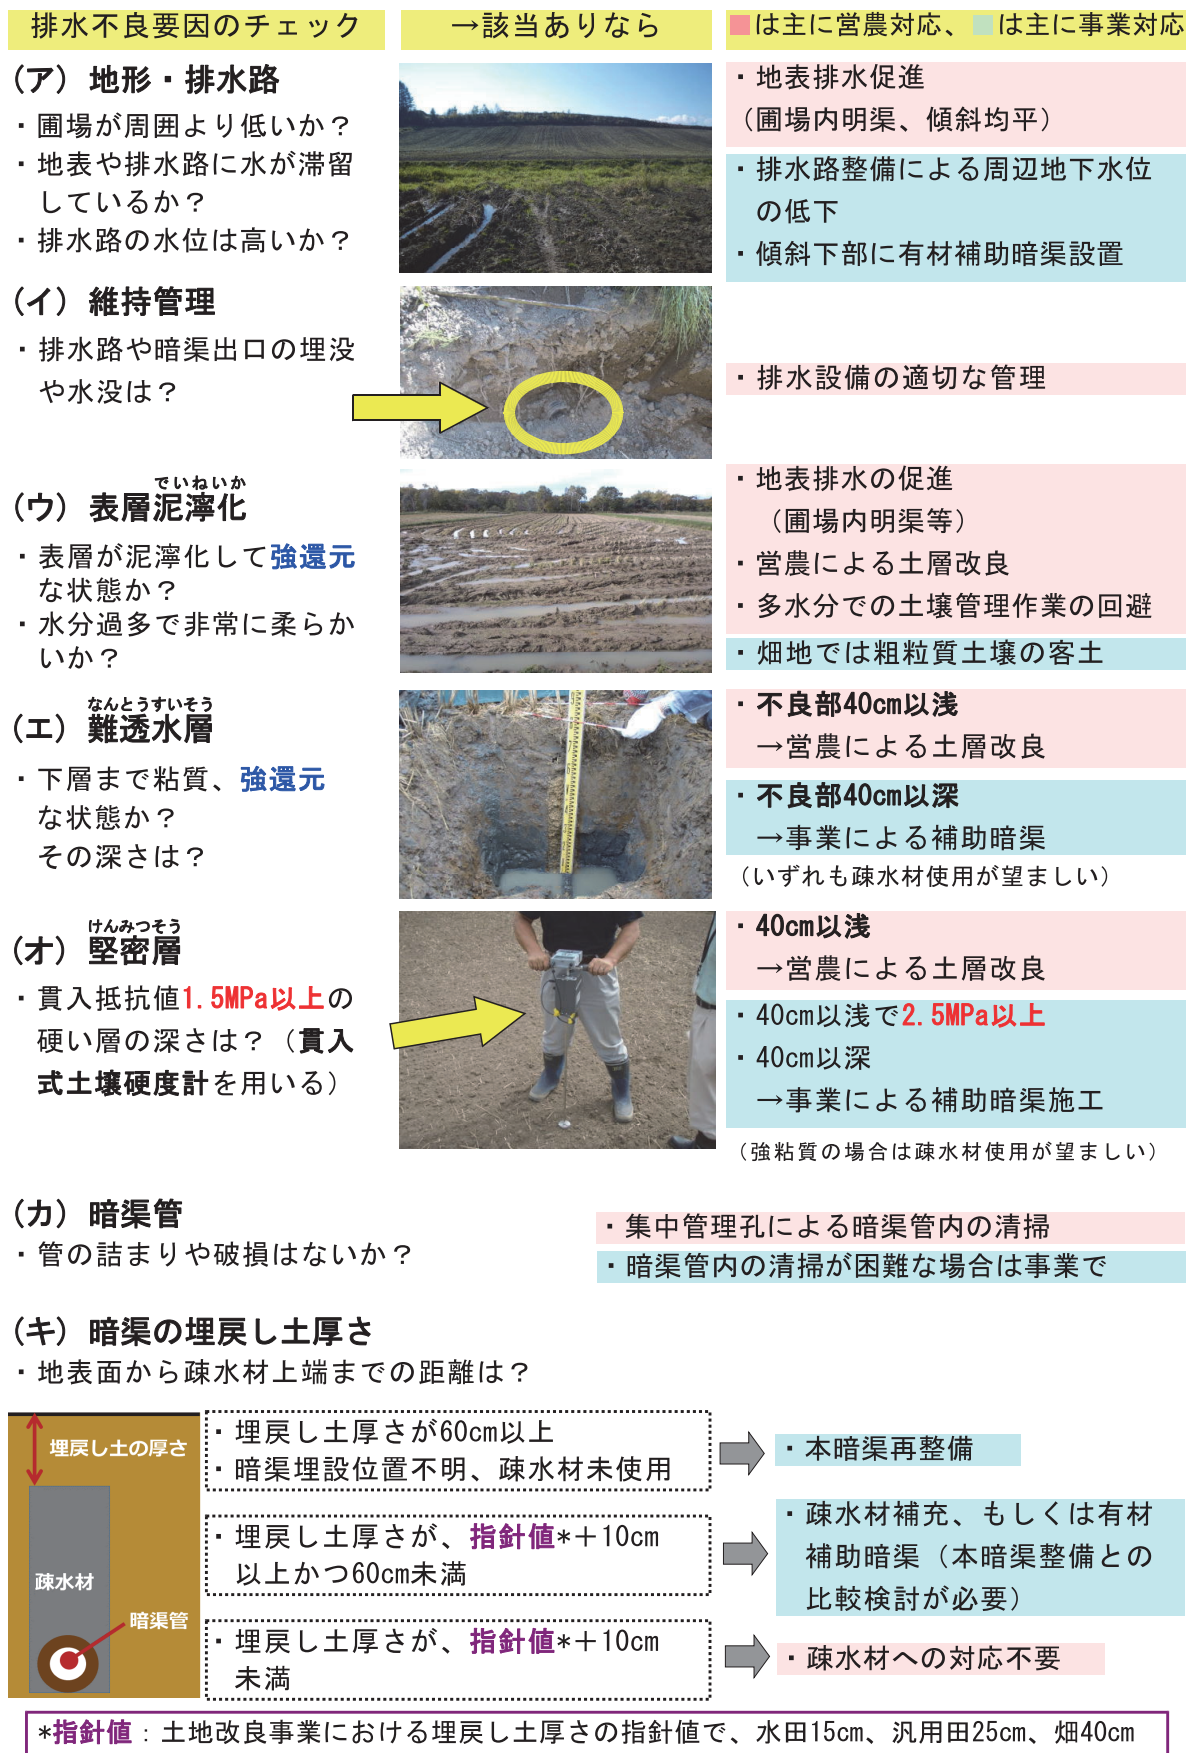 排水不良要因のチェック
→該当ありなら
■は主に営農対応、■は主に事業対応
（ア）地形・排水路
・圃場が周囲より低いか？
・地表や排水路に水が滞留
しているか？
・排水路の水位は高いか？
・地表排水促進
（圃場内明渠、傾斜均平）
・排水路整備による周辺地下水位
の低下
・傾斜下部に有材補助暗渠設置
（イ）維持管理
・排水路や暗渠出口の埋没
や水没は？
・排水設備の適切な管理
でいねいか
（ウ）表層泥濘化
・表層が泥濘化して強還元
な状態か？
・水分過多で非常に柔らか
いか？
・地表排水の促進
（圃場内明渠等）
・営農による土層改良
・多水分での土壌管理作業の回避
・畑地では粗粒質土壌の客土
なんとうすいそう
（エ）難透水層
・下層まで粘質、強還元
な状態か？
その深さは？
・不良部40cm以浅
→営農による土層改良
・不良部40cm以深
→事業による補助暗渠
（いずれも疎水材使用が望ましい）
けんみつそう
（オ）堅密層
・貫入抵抗値1.5MPa以上の
硬い層の深さは？（貫入
式土壌硬度計を用いる）
・40cm以浅
→営農による土層改良
・40cm以浅で2.5MPa以上
・40cm以深
→事業による補助暗渠施工
（強粘質の場合は疎水材使用が望ましい）
（カ）暗渠管
・管の詰まりや破損はないか？
・集中管理孔による暗渠管内の清掃
・暗渠管内の清掃が困難な場合は事業で
（キ）暗渠の埋戻し土厚さ
・地表面から疎水材上端までの距離は？
埋戻し土の厚さ
疎水材
暗渠管
・埋戻し土厚さが60cm以上
・暗渠埋設位置不明、疎水材未使用
・本暗渠再整備
・埋戻し土厚さが、指針値*＋10cm
以上かつ60cm未満
・疎水材補充、もしくは有材
補助暗渠（本暗渠整備との
比較検討が必要）
・埋戻し土厚さが、指針値*＋10cm
未満
・疎水材への対応不要
*指針値：土地改良事業における埋戻し土厚さの指針値で、水田15cm、汎用田25cm、畑40cm